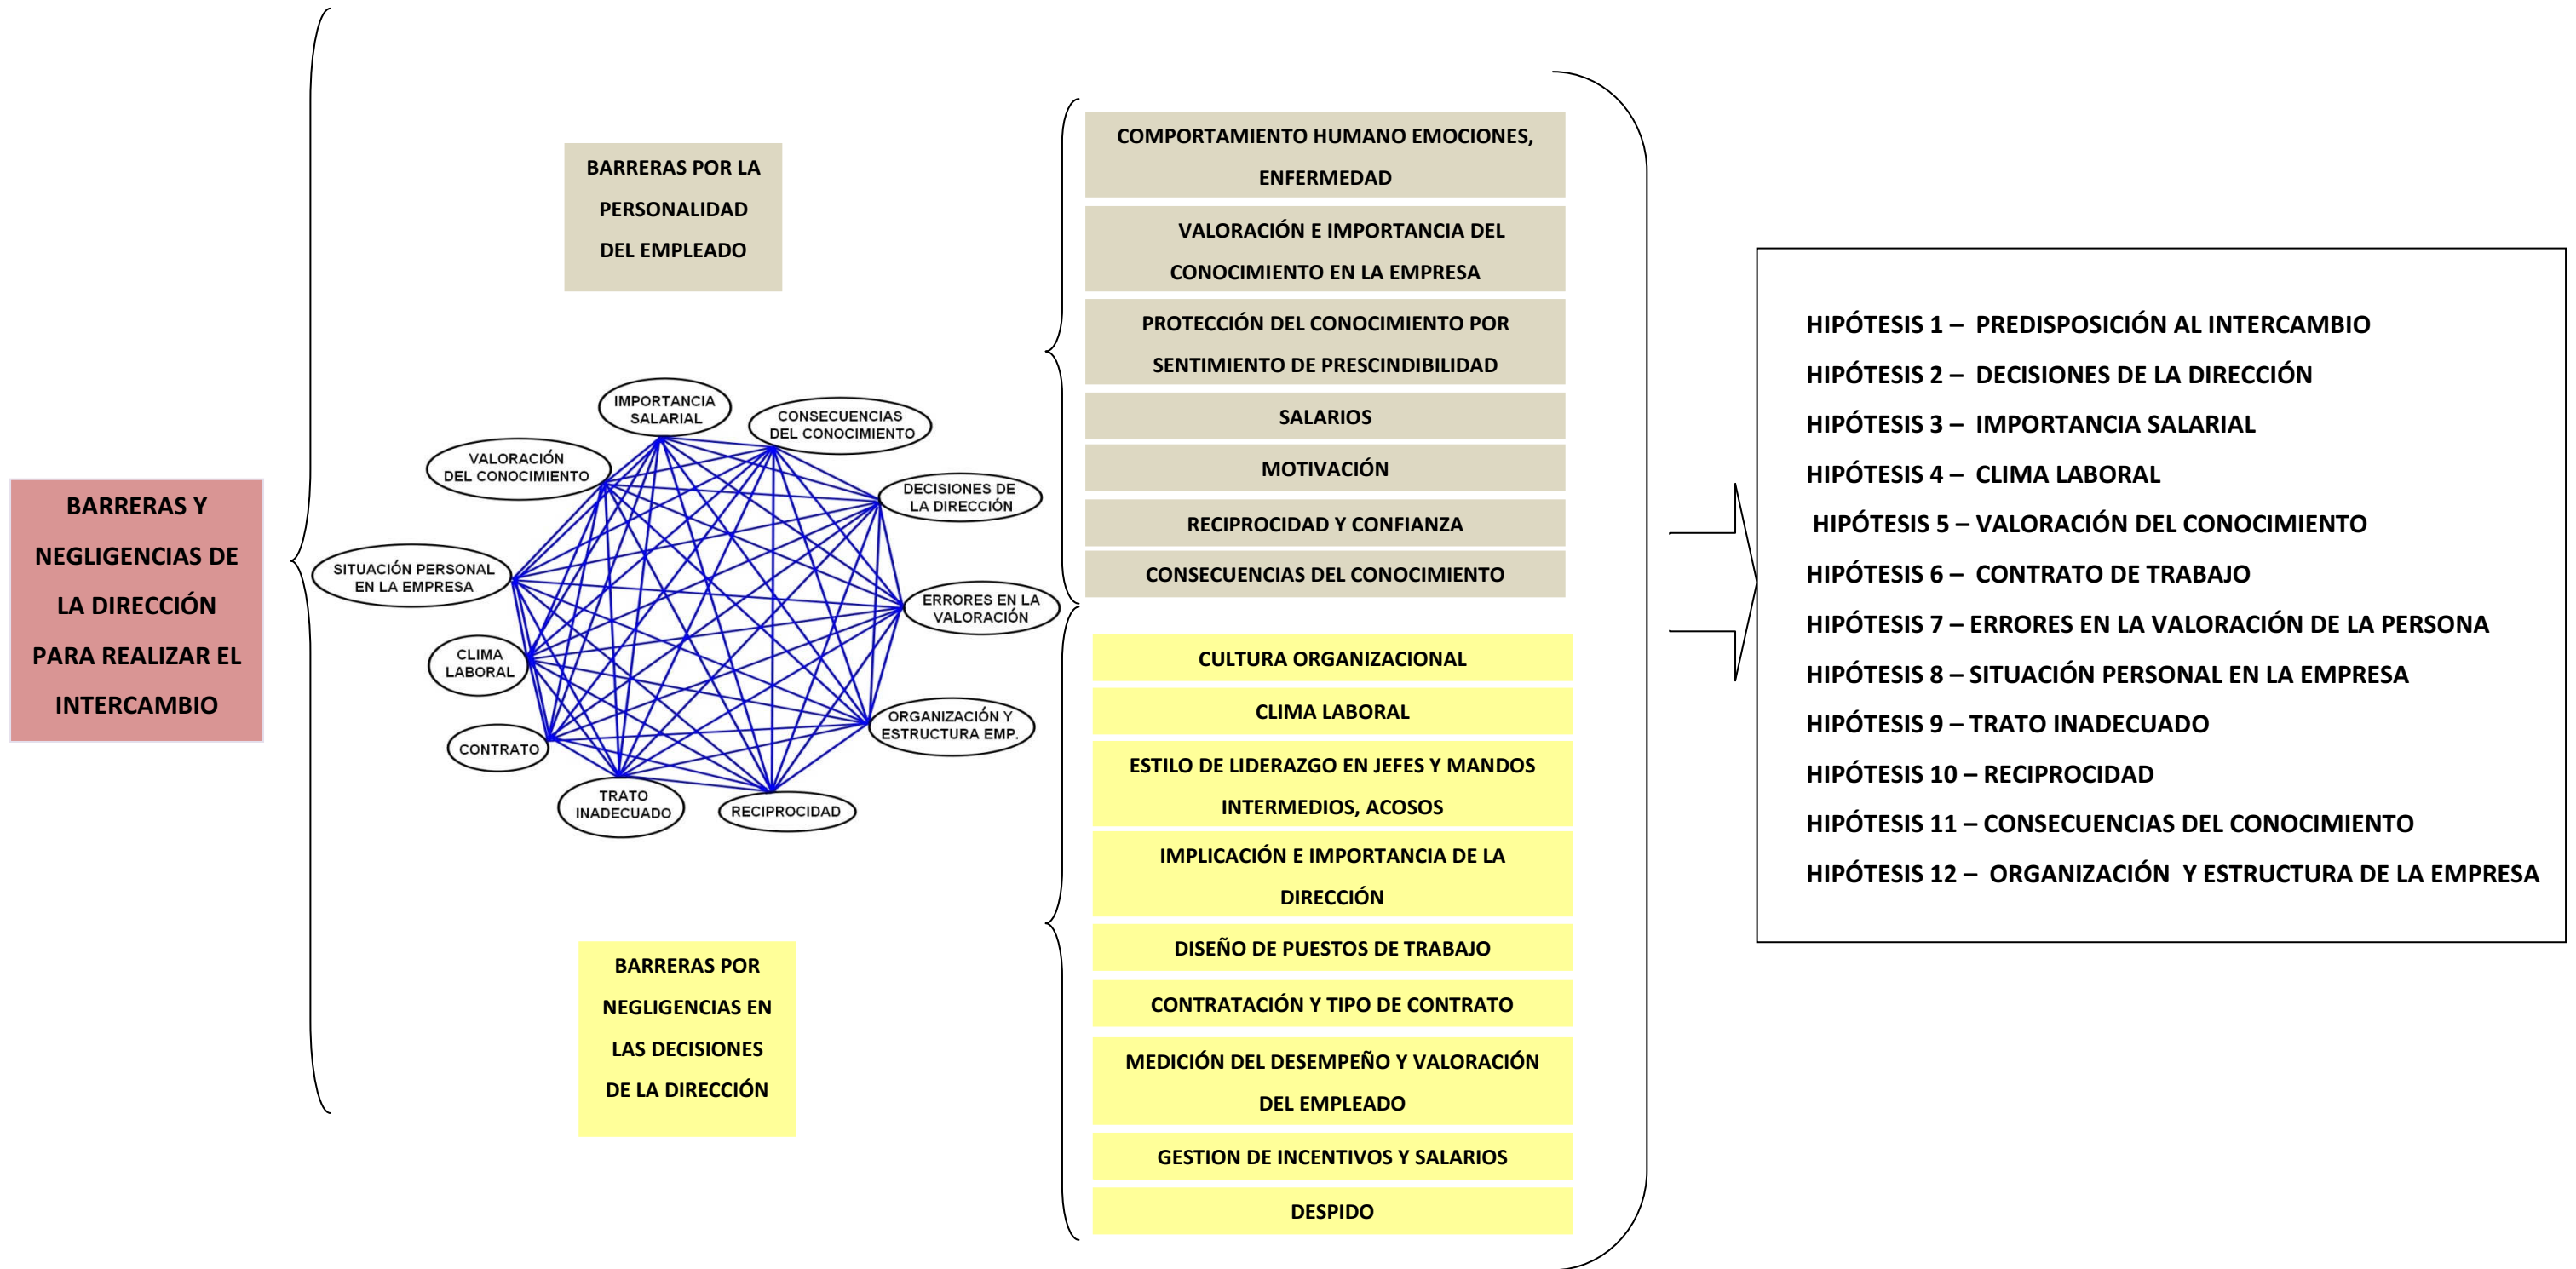 BARRERAS Y
NEGLIGENCIAS DE
LA DIRECCIÓN
PARA REALIZAR EL
INTERCAMBIO
BARRERAS POR LA
PERSONALIDAD
DEL EMPLEADO
IMPORTANCIA
SALARIAL
CONSECUENCIAS
DEL CONOCIMIENTO
VALORACIÓN
DEL CONOCIMIENTO
DECISIONES DE
LA DIRECCIÓN
SITUACIÓN PERSONAL
EN LA EMPRESA
ERRORES EN LA
VALORACIÓN
CLIMA
LABORAL
ORGANIZACIÓN Y
ESTRUCTURA EMP.
CONTRATO
TRATO
INADECUADO
RECIPROCIDAD
BARRERAS POR
NEGLIGENCIAS EN
LAS DECISIONES
DE LA DIRECCIÓN
COMPORTAMIENTO HUMANO EMOCIONES,
ENFERMEDAD
VALORACIÓN E IMPORTANCIA DEL
CONOCIMIENTO EN LA EMPRESA
PROTECCIÓN DEL CONOCIMIENTO POR
SENTIMIENTO DE PRESCINDIBILIDAD
SALARIOS
MOTIVACIÓN
RECIPROCIDAD Y CONFIANZA
CONSECUENCIAS DEL CONOCIMIENTO
CULTURA ORGANIZACIONAL
CLIMA LABORAL
ESTILO DE LIDERAZGO EN JEFES Y MANDOS
INTERMEDIOS, ACOSOS
IMPLICACIÓN E IMPORTANCIA DE LA
DIRECCIÓN
DISEÑO DE PUESTOS DE TRABAJO
CONTRATACIÓN Y TIPO DE CONTRATO
MEDICIÓN DEL DESEMPEÑO Y VALORACIÓN
DEL EMPLEADO
GESTION DE INCENTIVOS Y SALARIOS
DESPIDO
HIPÓTESIS 1 – PREDISPOSICIÓN AL INTERCAMBIO
HIPÓTESIS 2 – DECISIONES DE LA DIRECCIÓN
HIPÓTESIS 3 – IMPORTANCIA SALARIAL
HIPÓTESIS 4 – CLIMA LABORAL
HIPÓTESIS 5 – VALORACIÓN DEL CONOCIMIENTO
HIPÓTESIS 6 – CONTRATO DE TRABAJO
HIPÓTESIS 7 – ERRORES EN LA VALORACIÓN DE LA PERSONA
HIPÓTESIS 8 – SITUACIÓN PERSONAL EN LA EMPRESA
HIPÓTESIS 9 – TRATO INADECUADO
HIPÓTESIS 10 – RECIPROCIDAD
HIPÓTESIS 11 – CONSECUENCIAS DEL CONOCIMIENTO
HIPÓTESIS 12 – ORGANIZACIÓN Y ESTRUCTURA DE LA EMPRESA